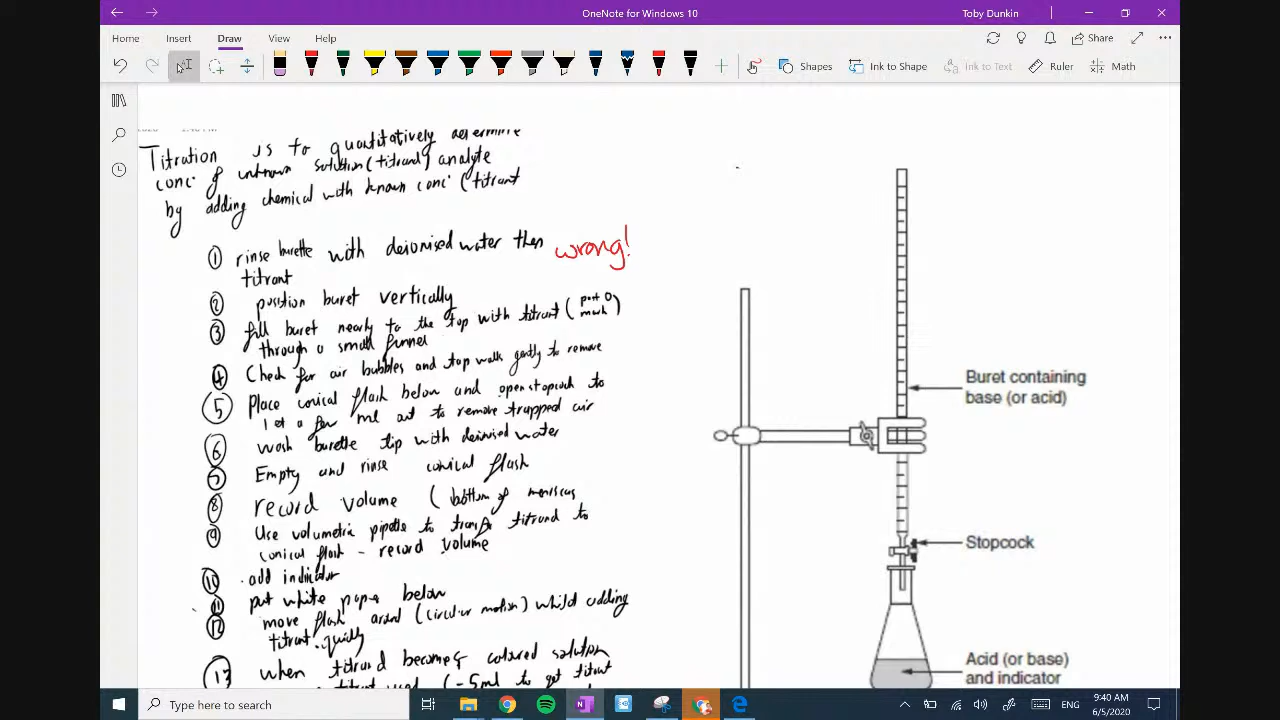 OneNote for Windows 10
Toby Dunkin
Home Insert Draw View Help
Share
Shapes
Ink to Shape
Ink to Text
Ruler
Math
Titration is to quantitatively determine
conc of unknown solution (titrand) analyte
by adding chemical with known conc (titrant
① rinse burette with deionised water then wrong!
titrant
② position buret vertically
③ fill buret nearly to the top with titrant (past 0 mark)
through a small funnel
④ Check for air bubbles and tap walls gently to remove
⑤ Place conical flask below and open stopcock to
let a few ml out to remove trapped air
⑥ wash burette tip with deionised water
⑦ Empty and rinse conical flask
⑧ record volume (bottom of meniscus
⑨ Use volumetric pipette to transfer titrand to
conical flask - record volume
⑩ add indicator
⑪ put white paper below
⑫ move flask around (circular motion) whilst adding
titrant quickly
⑬ when titrand becomes coloured solution
titrant used (-5ml to get titrant
Buret containing
base (or acid)
Stopcock
Acid (or base)
and indicator
Type here to search
9:40 AM
6/5/2020